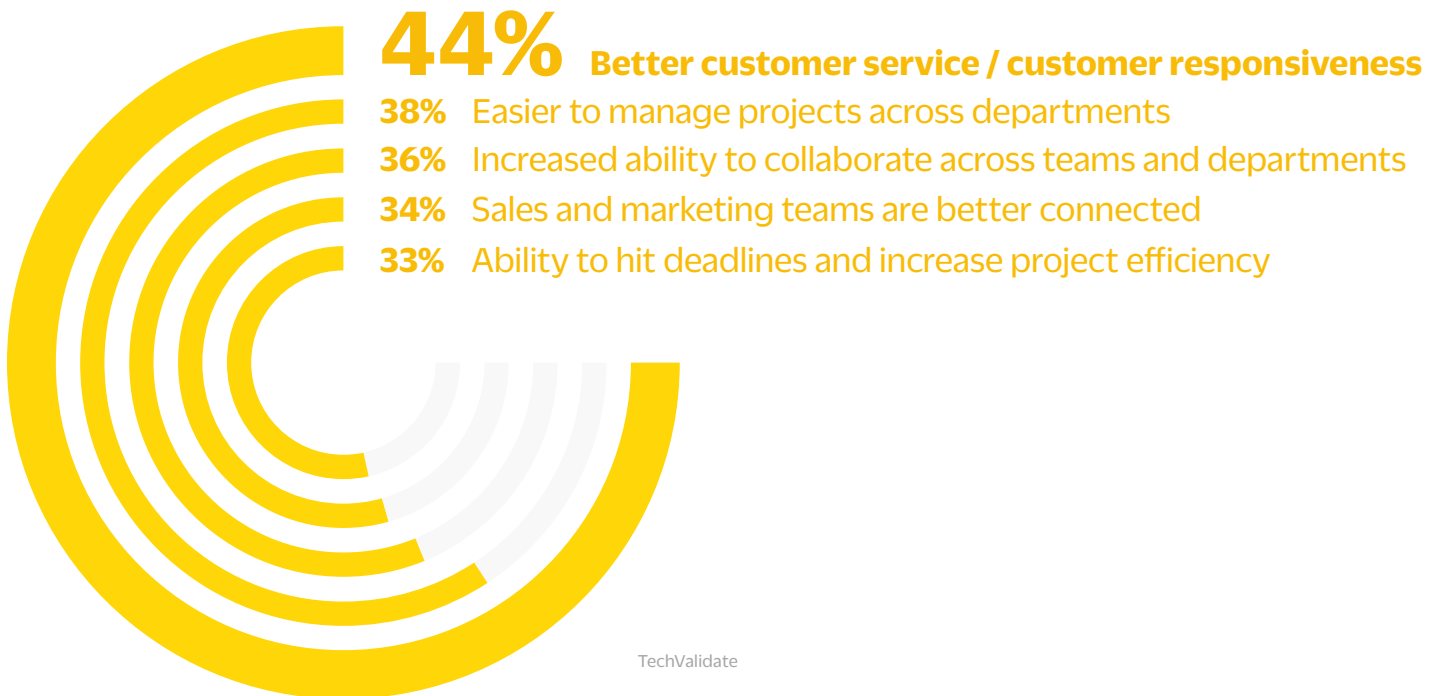 44% Better customer service / customer responsiveness
38% Easier to manage projects across departments
36% Increased ability to collaborate across teams and departments
34% Sales and marketing teams are better connected
33% Ability to hit deadlines and increase project efficiency
TechValidate